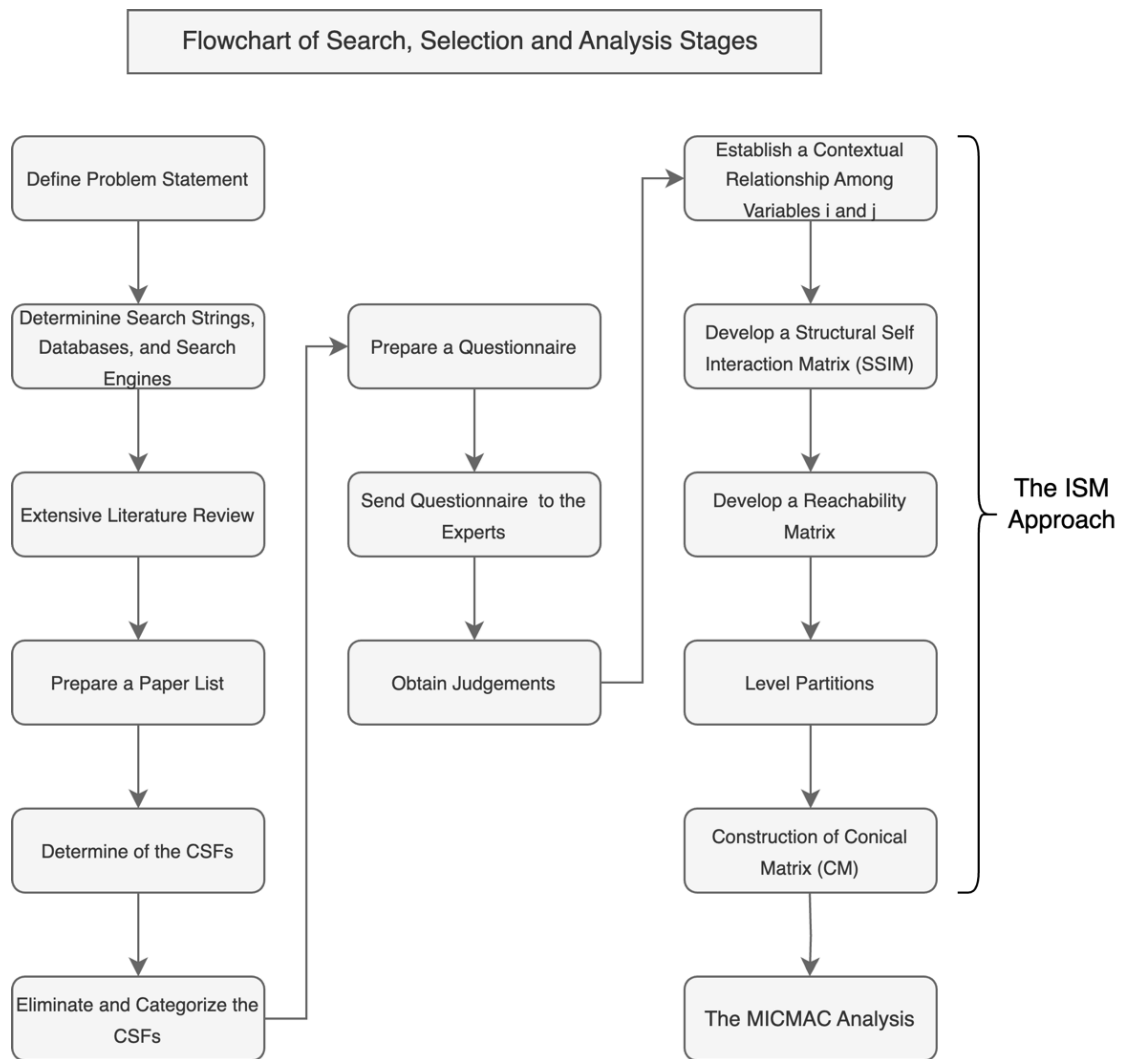 Flowchart of Search, Selection and Analysis Stages
Define Problem Statement
Determinine Search Strings,
Databases, and Search
Engines
Extensive Literature Review
Prepare a Paper List
Determine of the CSFs
Eliminate and Categorize the
CSFs
Prepare a Questionnaire
Send Questionnaire to the
Experts
Obtain Judgements
Establish a Contextual
Relationship Among
Variables i and j
Develop a Structural Self
Interaction Matrix (SSIM)
Develop a Reachability
Matrix
Level Partitions
Construction of Conical
Matrix (CM)
The MICMAC Analysis
The ISM
Approach